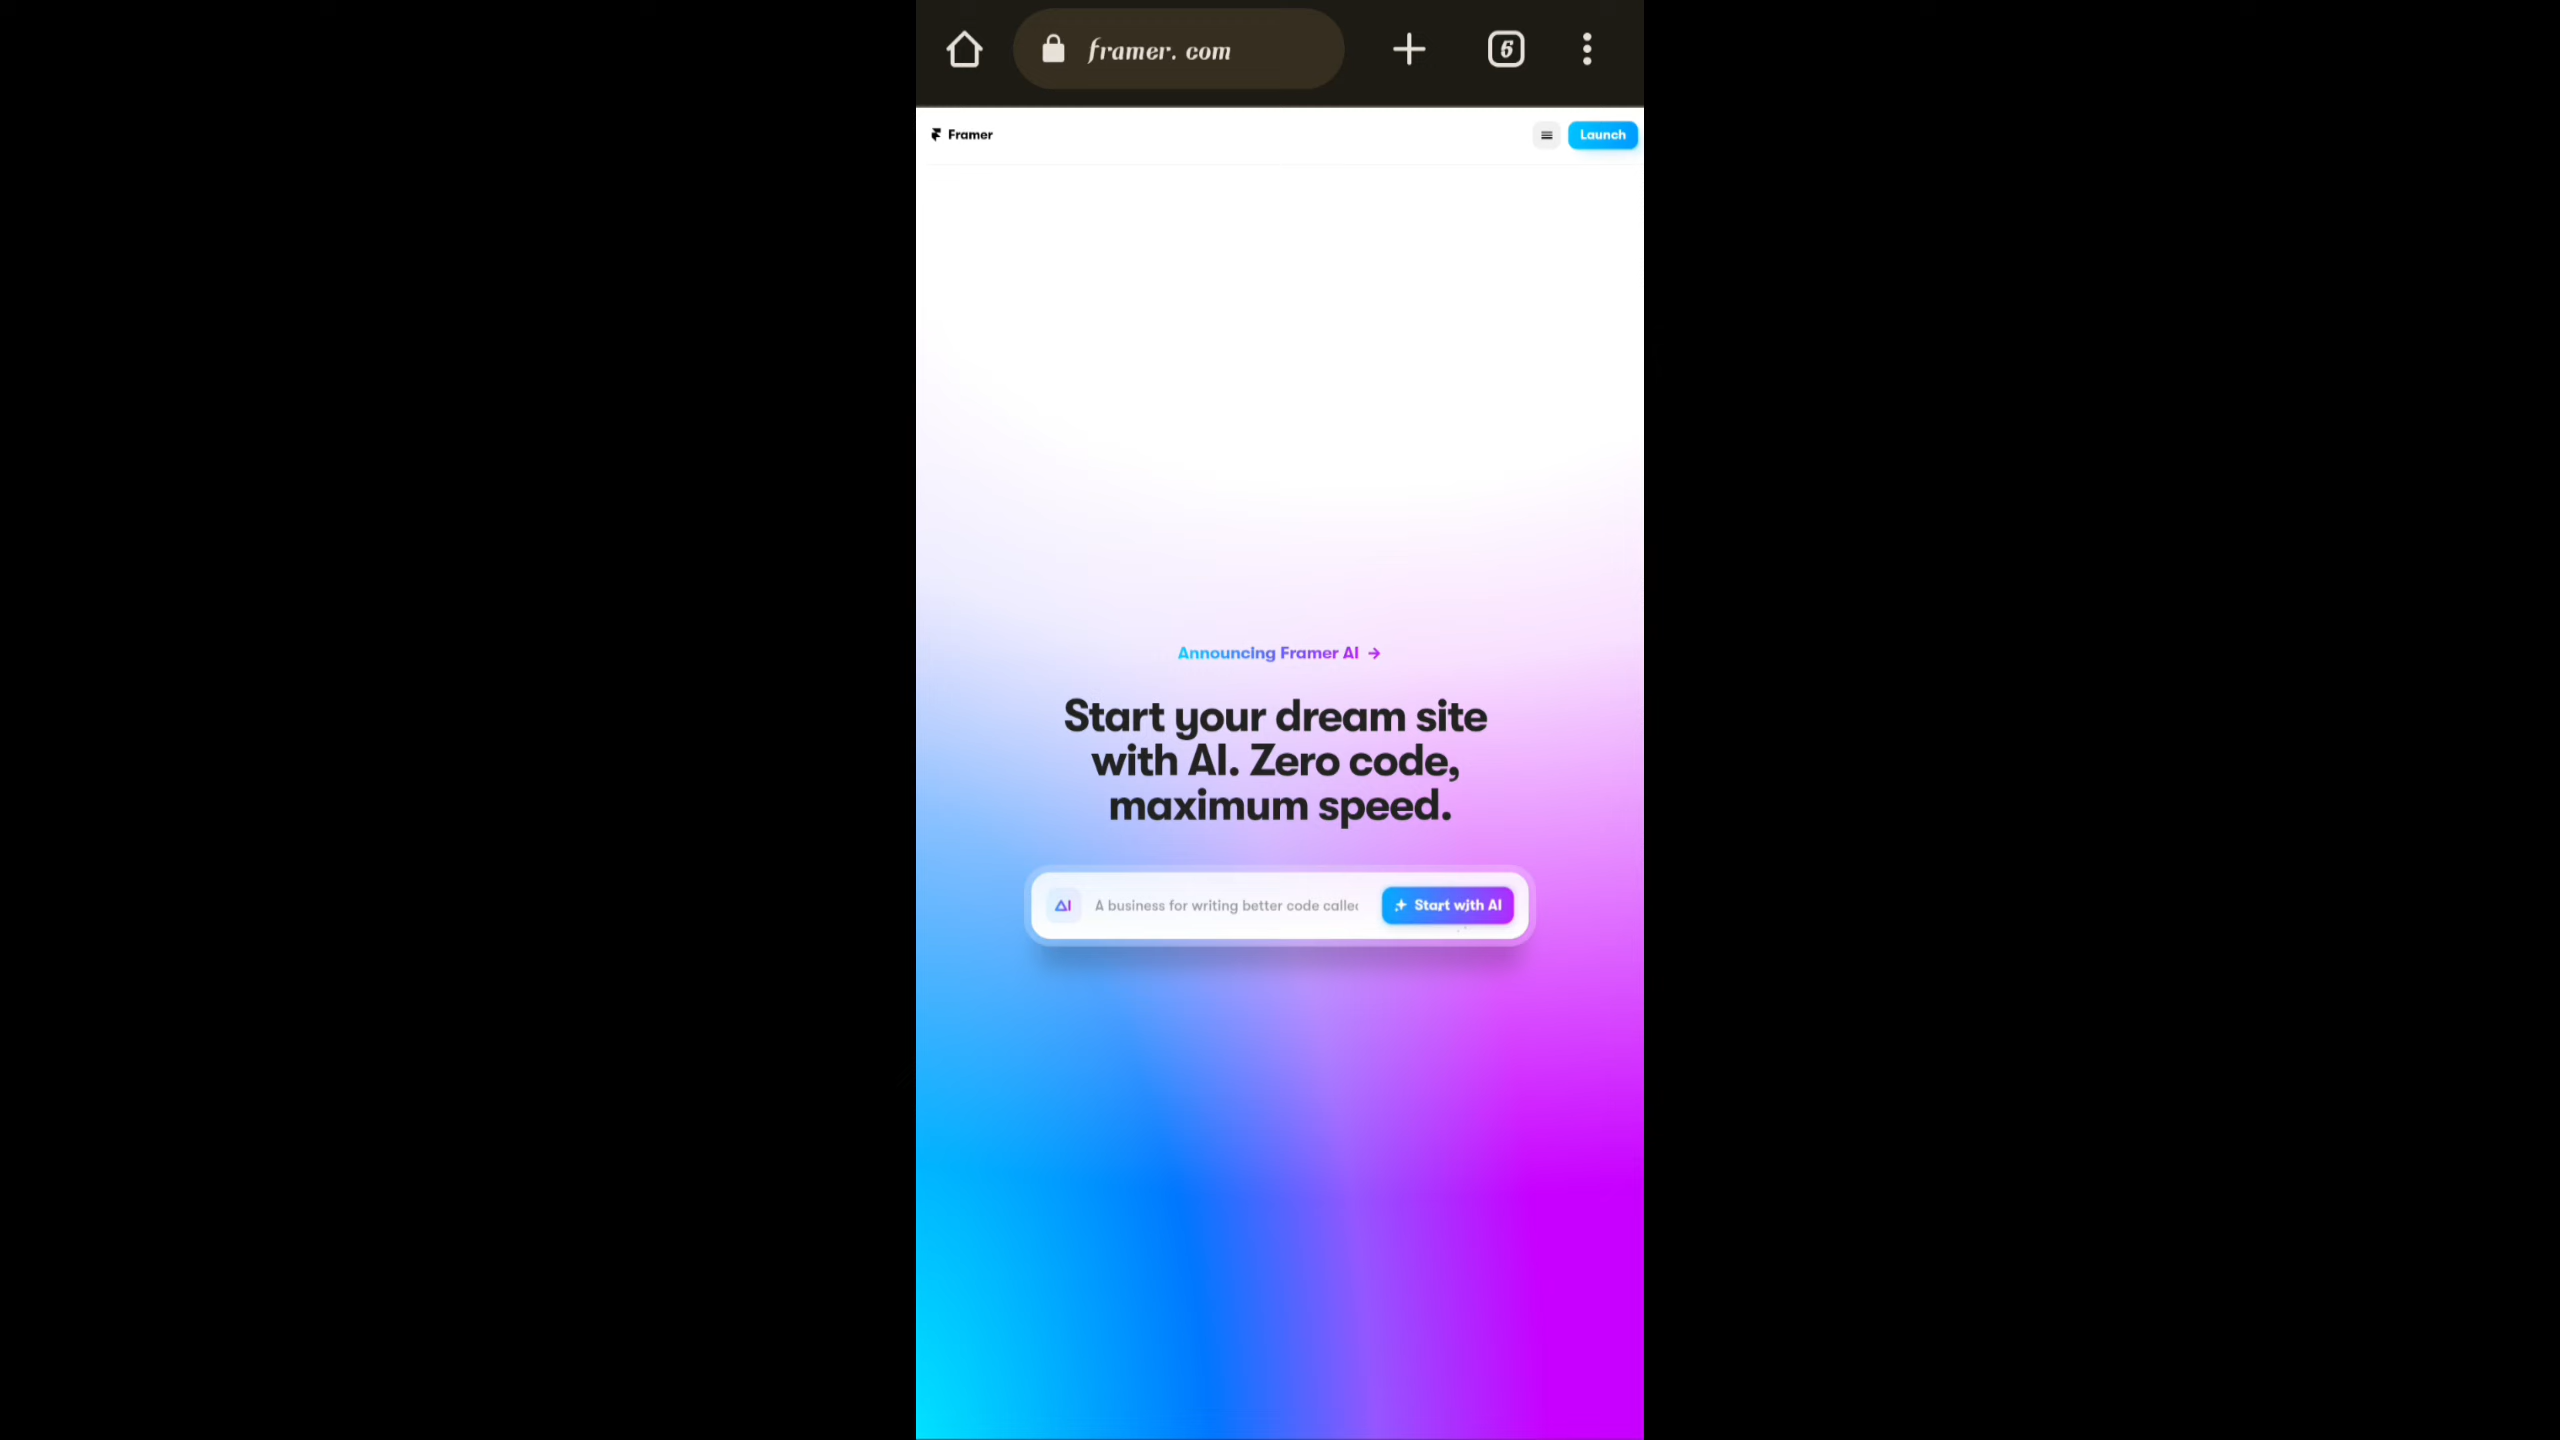 framer. com
6
Framer
Launch
Announcing Framer AI →
Start your dream site
with AI. Zero code,
maximum speed.
AI
A business for writing better code called
Start with AI